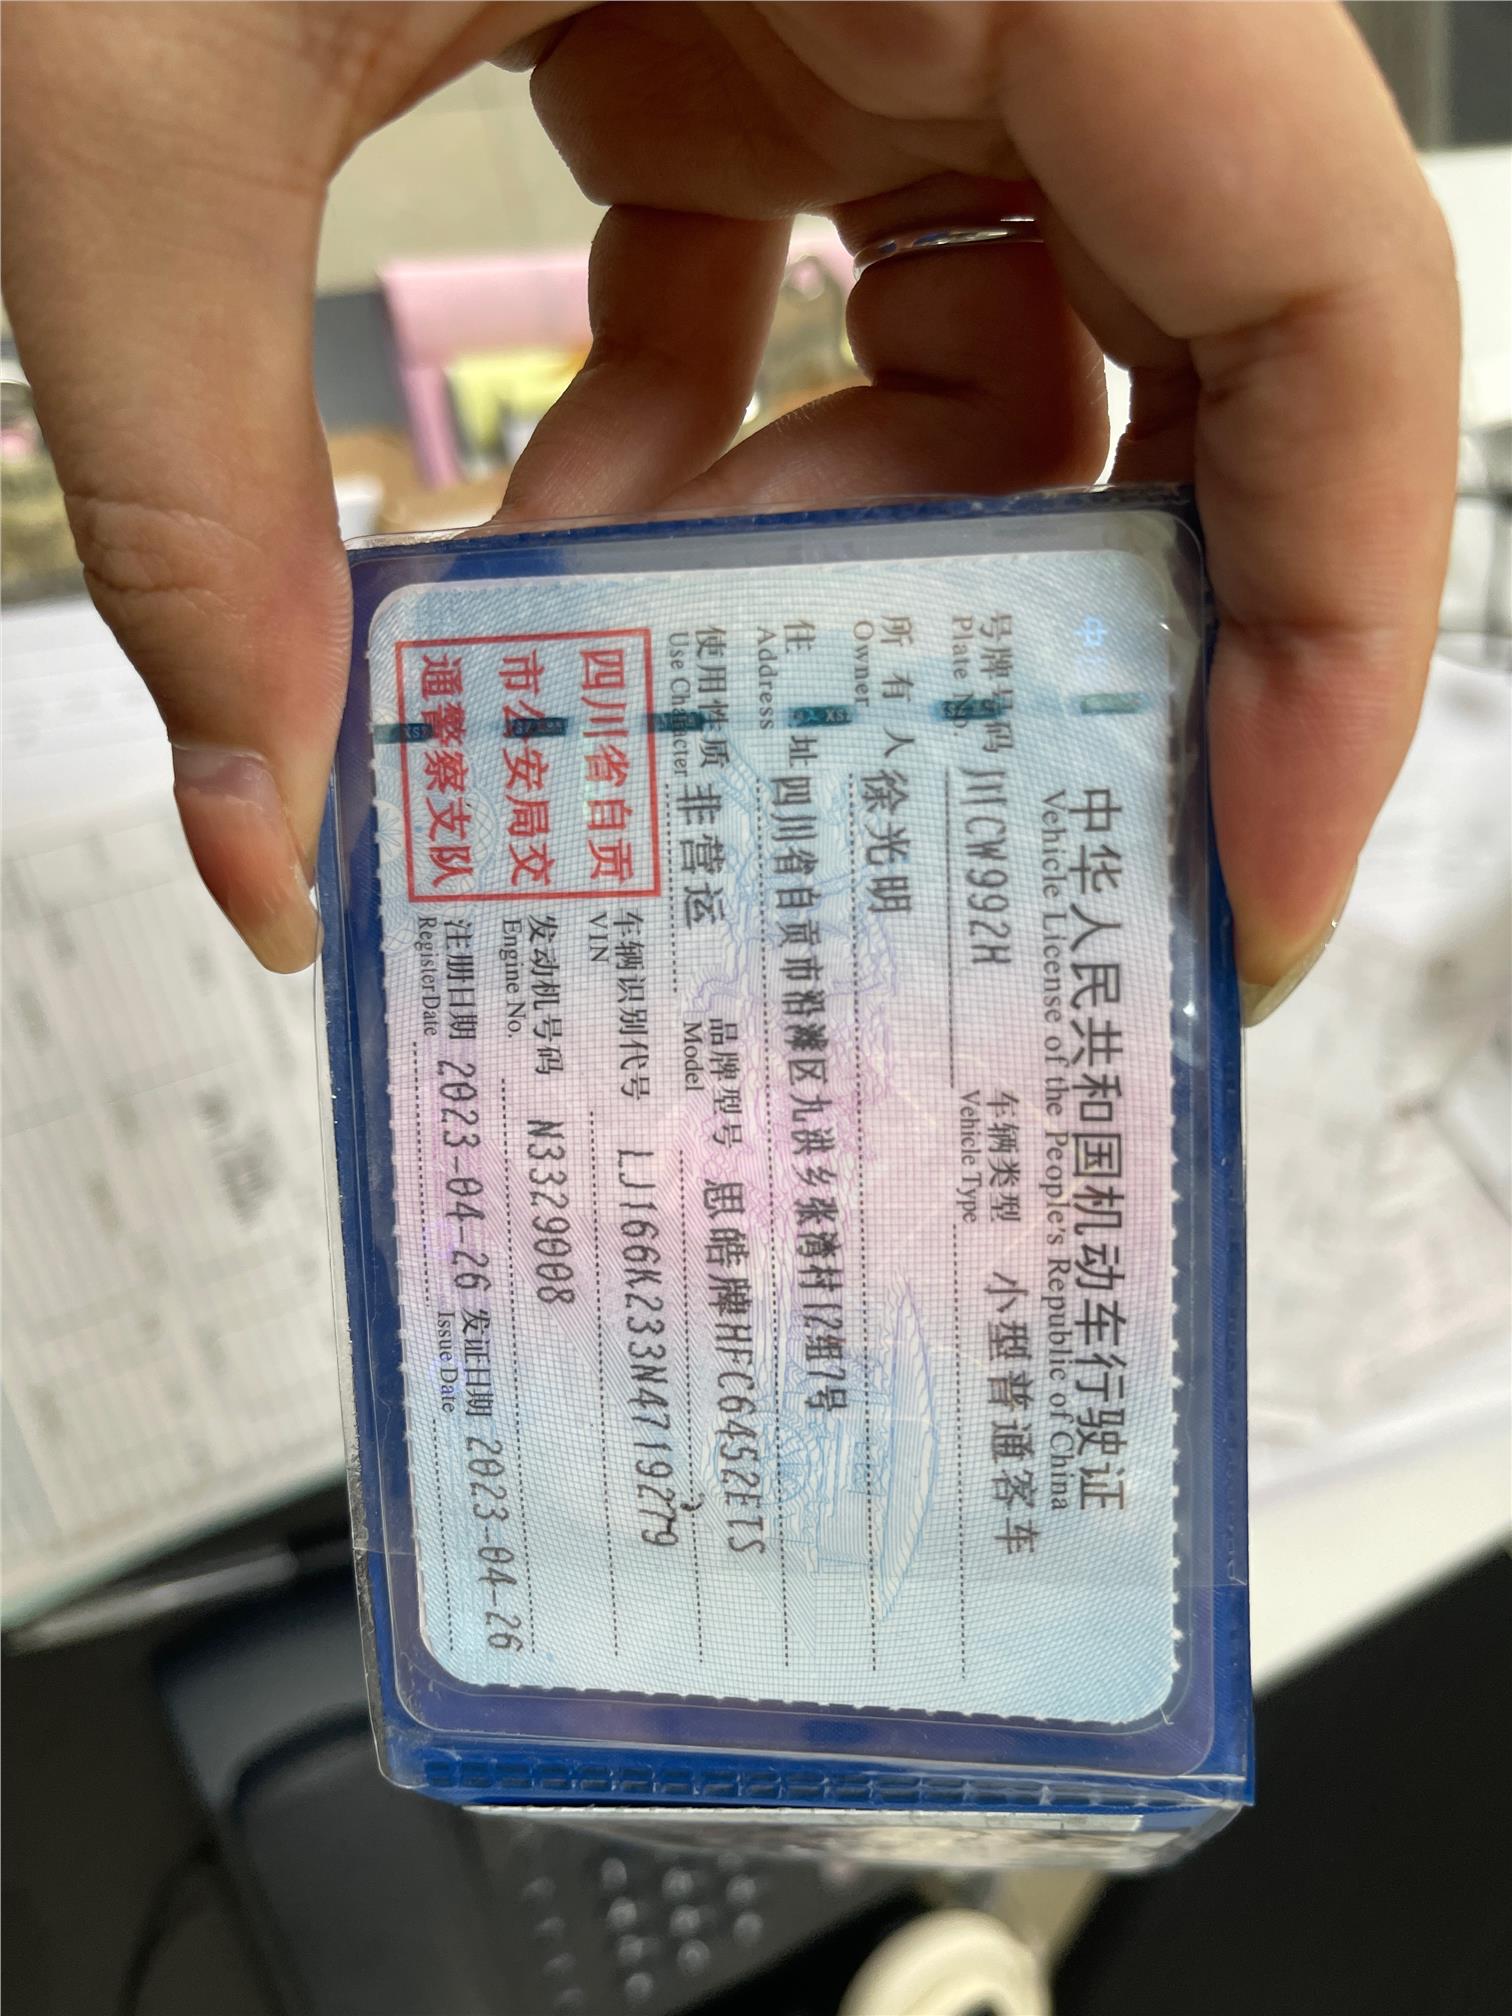 中华人民共和国机动车行驶证
Vehicle License of the People's Republic of China
号牌号码 川CW992H 车辆类型 小型普通客车
Plate No. Vehicle Type
所有人 徐光明
Owner
住址 四川省自贡市沿滩区九洪乡张湾村12组7号
Address
使用性质 非营运 品牌型号 思皓牌HFC6452ETS
Use Character Model
四川省自贡
市公安局交
通警察支队
车辆识别代号 LJ166K233N4719279
VIN
发动机号码 N3329008
Engine No.
注册日期 2023-04-26 发证日期 2023-04-26
Register Date Issue Date